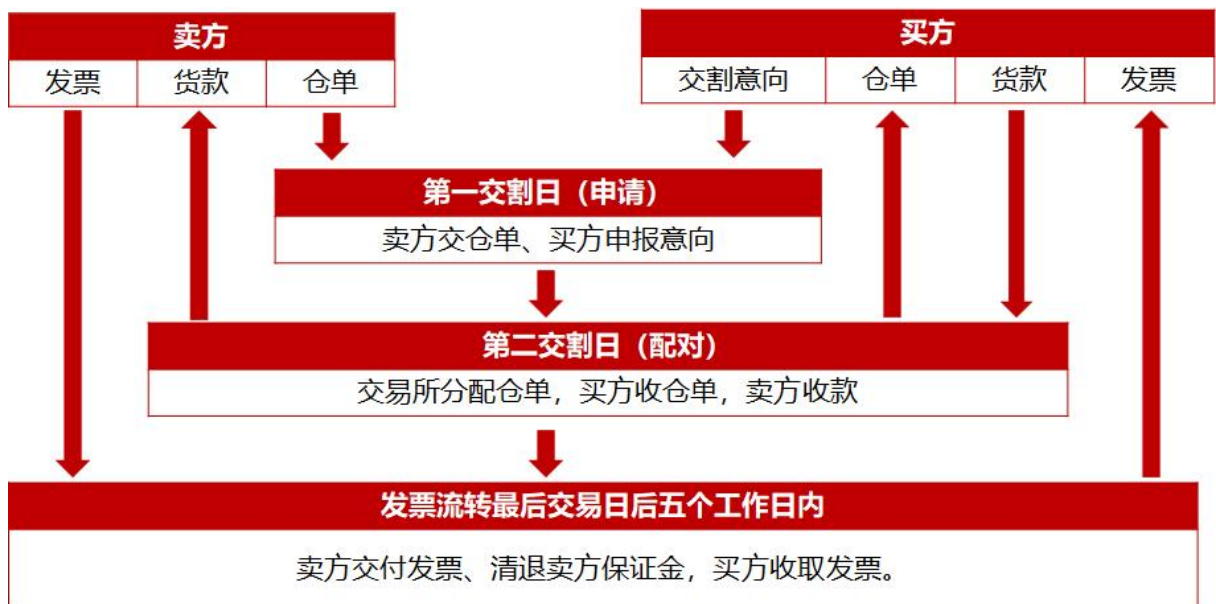 卖方
发票 货款 仓单
买方
交割意向 仓单 货款 发票
第一交割日（申请）
卖方交仓单、买方申报意向
第二交割日（配对）
交易所分配仓单，买方收仓单，卖方收款
发票流转最后交易日后五个工作日内
卖方交付发票、清退卖方保证金，买方收取发票。